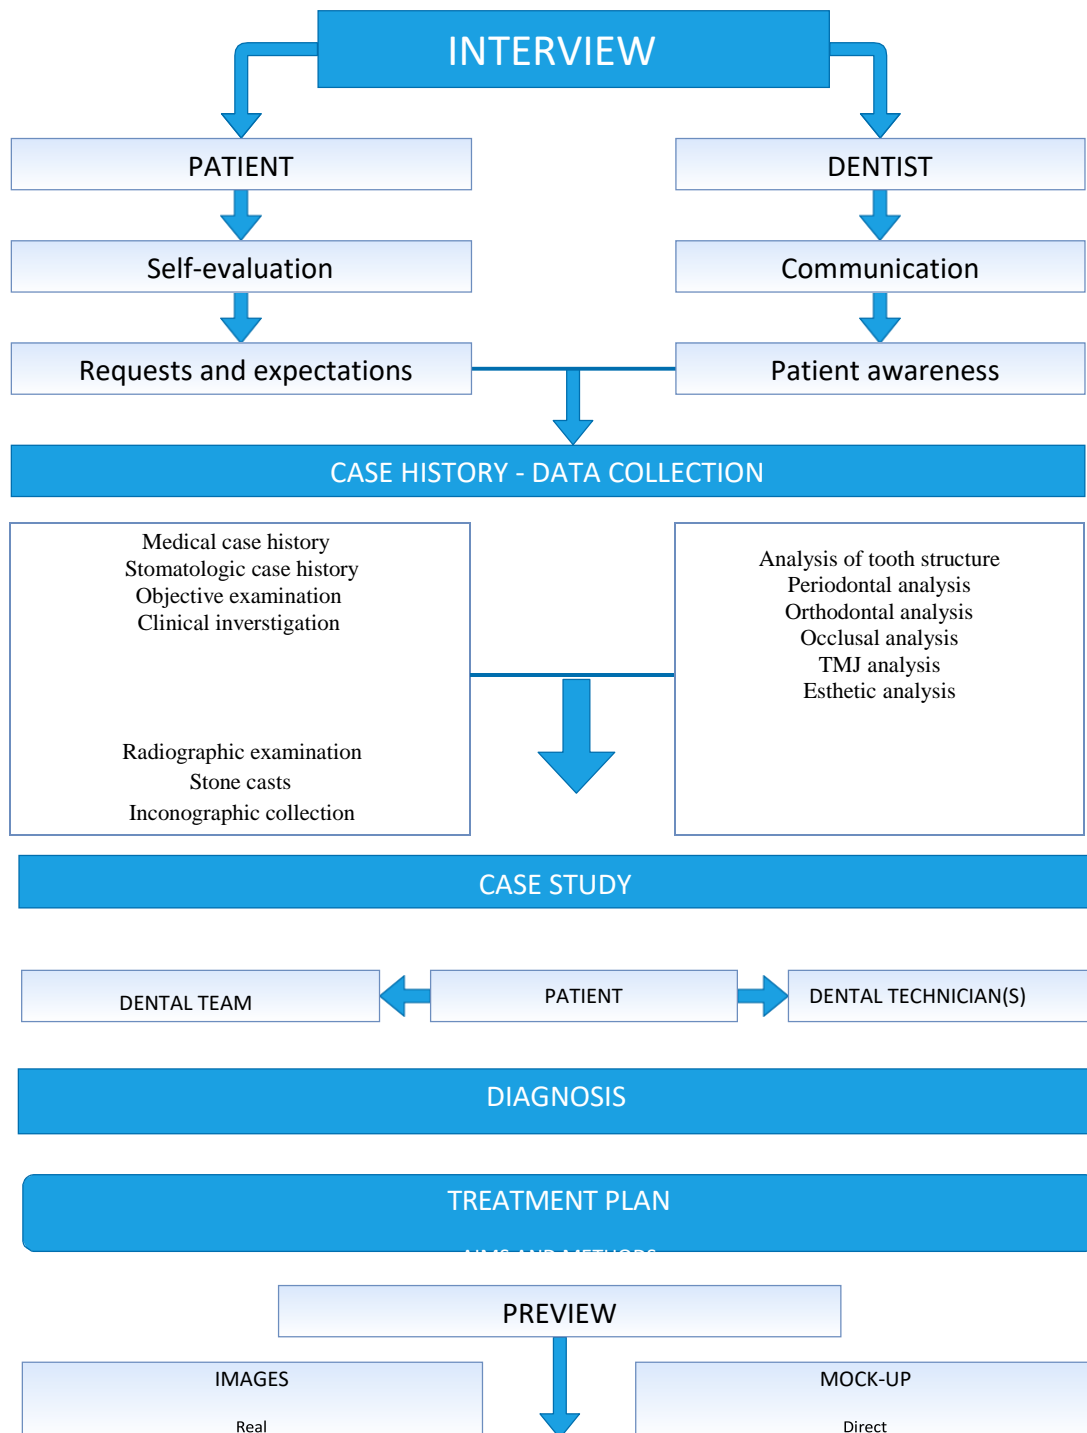 INTERVIEW
PATIENT
DENTIST
Self-evaluation
Communication
Requests and expectations
Patient awareness
CASE HISTORY - DATA COLLECTION
Medical case history
Stomatologic case history
Objective examination
Clinical inverstigation
Radiographic examination
Stone casts
Inconographic collection
Analysis of tooth structure
Periodontal analysis
Orthodontal analysis
Occlusal analysis
TMJ analysis
Esthetic analysis
CASE STUDY
DENTAL TEAM
PATIENT
DENTAL TECHNICIAN(S)
DIAGNOSIS
TREATMENT PLAN
AIMS AND METHODS
PREVIEW
IMAGES
Real
MOCK-UP
Direct